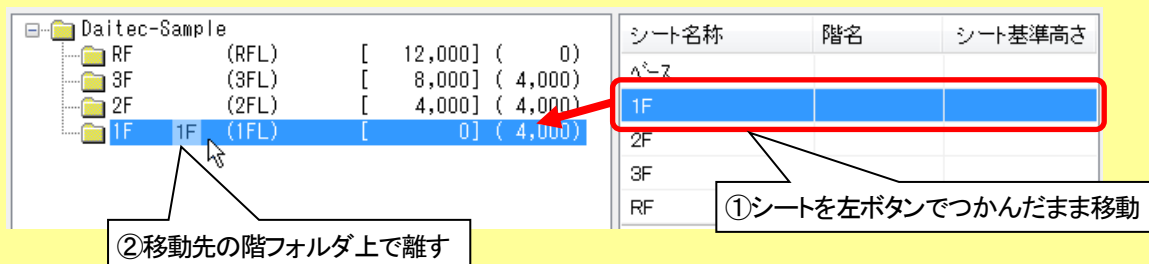 Daitec-Sample
RF (RFL) [ 12,000] ( 0)
3F (3FL) [ 8,000] ( 4,000)
2F (2FL) [ 4,000] ( 4,000)
1F 1F (1FL) [ 0] ( 4,000)
シート名称 階名 シート基準高さ
ﾍﾞｰｽ
1F
2F
3F
RF
①シートを左ボタンでつかんだまま移動
②移動先の階フォルダ上で離す